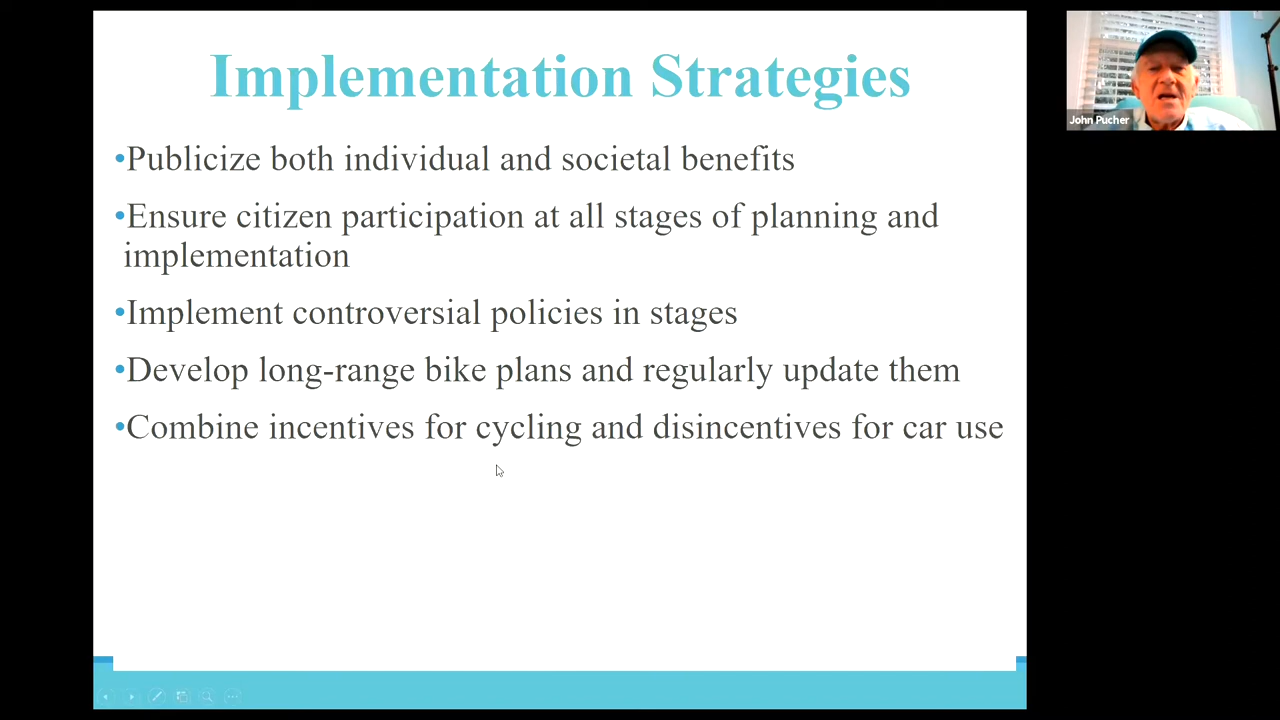 Implementation Strategies
•Publicize both individual and societal benefits
•Ensure citizen participation at all stages of planning and
implementation
•Implement controversial policies in stages
•Develop long-range bike plans and regularly update them
•Combine incentives for cycling and disincentives for car use
John Pucher